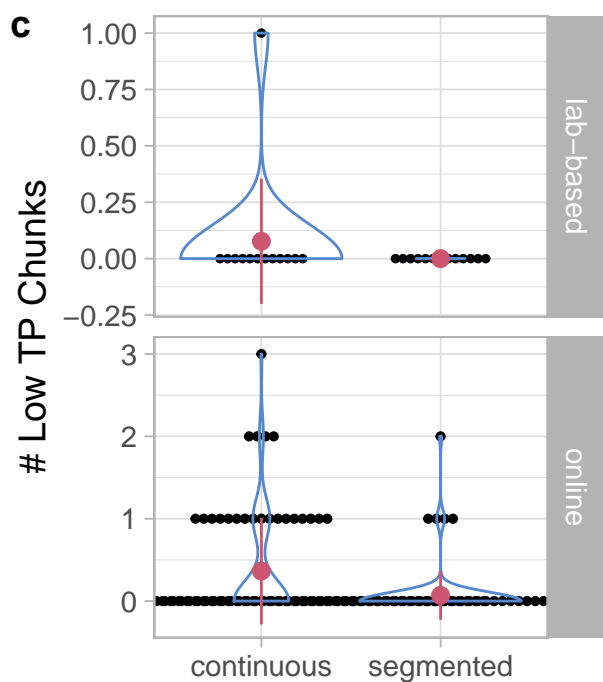 c
# Low TP Chunks
1.00
0.75
0.50
0.25
0.00
−0.25
lab−based
3
2
1
0
online
continuous
segmented